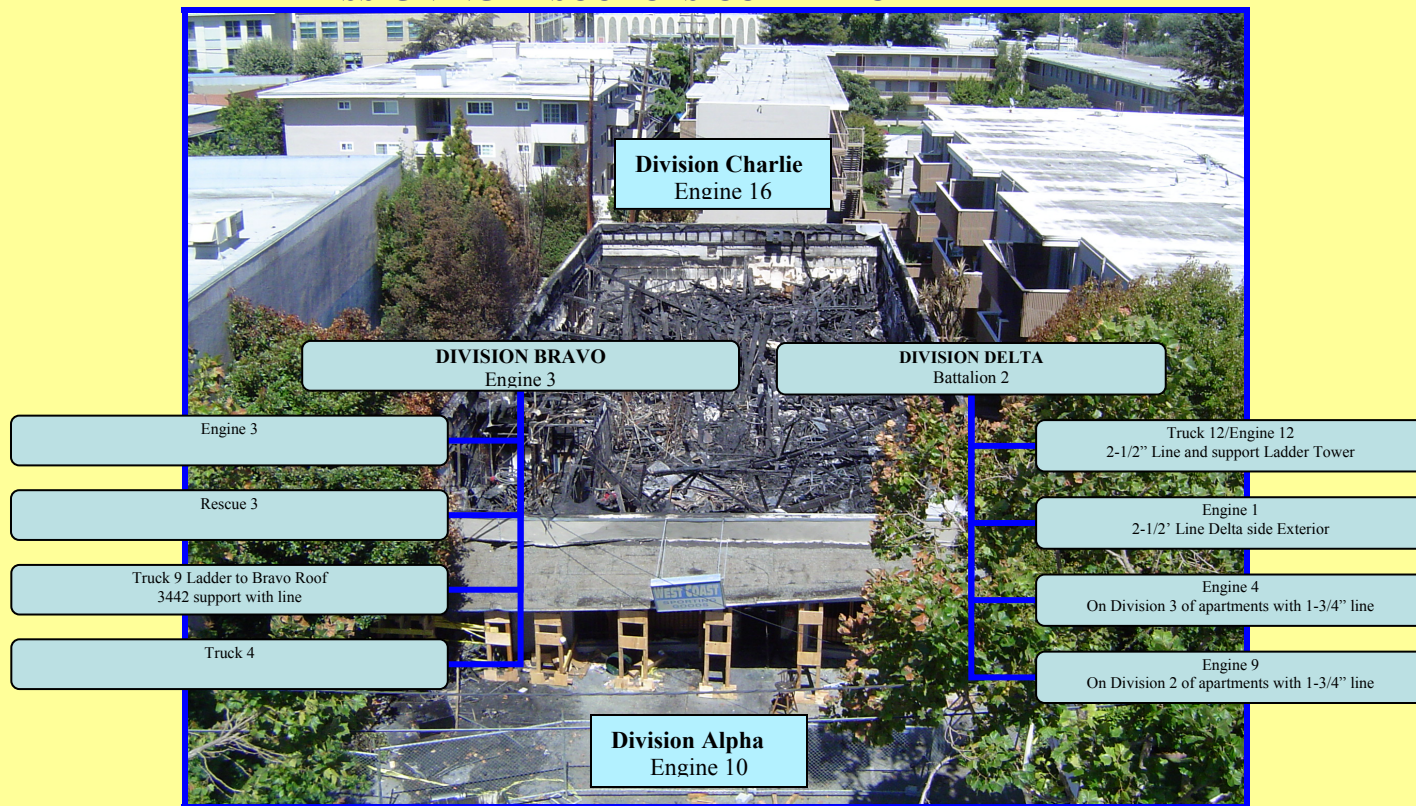 Division Charlie
Engine 16
DIVISION BRAVO
Engine 3
DIVISION DELTA
Battalion 2
Engine 3
Rescue 3
Truck 9 Ladder to Bravo Roof
3442 support with line
Truck 4
Truck 12/Engine 12
2-1/2” Line and support Ladder Tower
Engine 1
2-1/2’ Line Delta side Exterior
Engine 4
On Division 3 of apartments with 1-3/4” line
Engine 9
On Division 2 of apartments with 1-3/4” line
WEST COAST
SPORTING
GOODS
Division Alpha
Engine 10